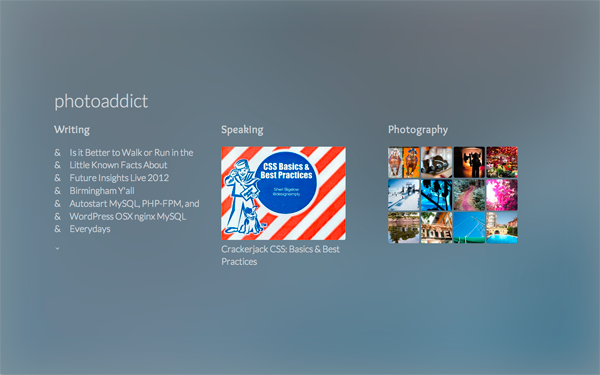 photoaddict
Writing
& Is it Better to Walk or Run in the
& Little Known Facts About
& Future Insights Live 2012
& Birmingham Y'all
& Autostart MySQL, PHP-FPM, and
& WordPress OSX nginx MySQL
& Everydays
Speaking
CSS Basics &
Best Practices
Crackerjack CSS: Basics & Best
Practices
Photography